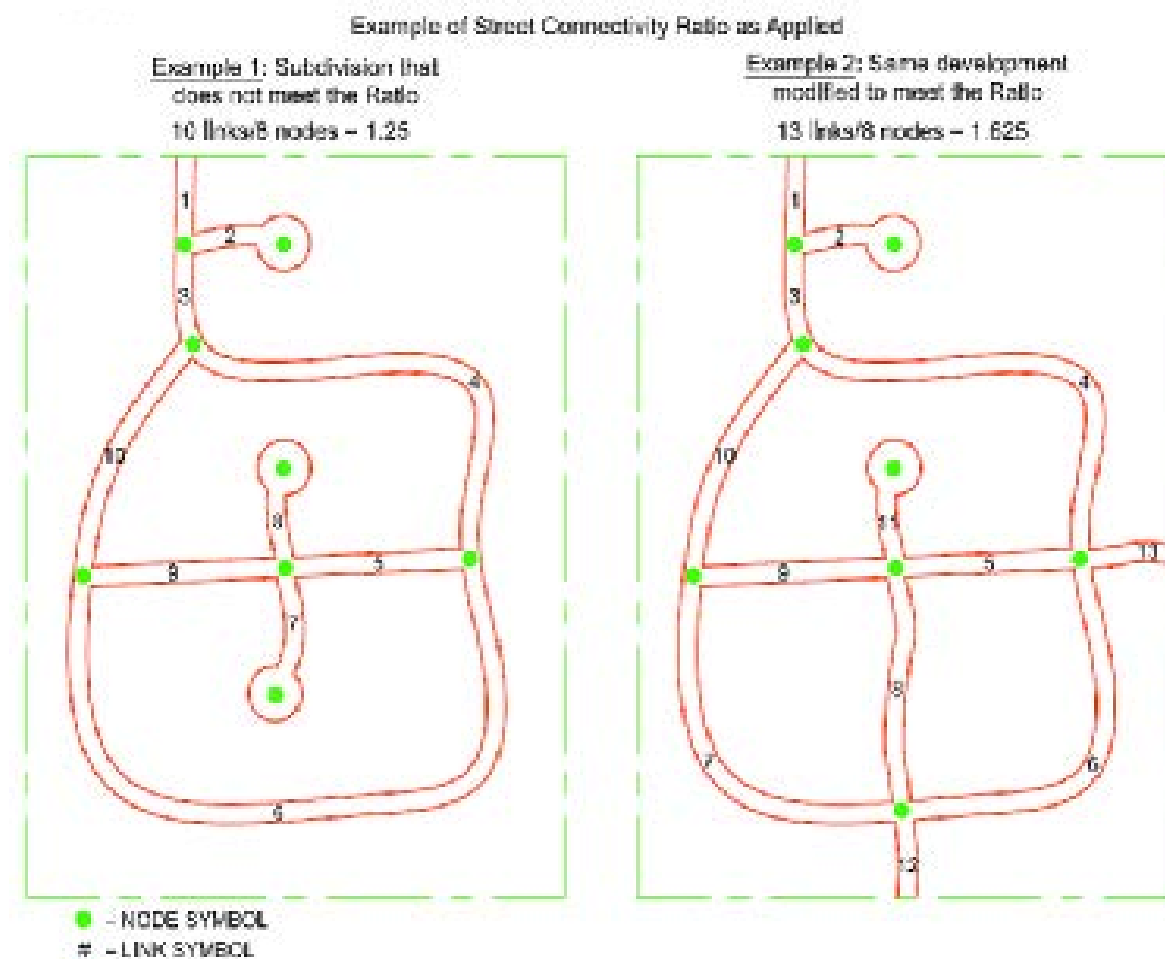 Example of Street Connectivity Ratio as Applied
Example 1: Subdivision that
does not meet the Ratio
10 links/8 nodes – 1.25
Example 2: Same development
modified to meet the Ratio
13 links/8 nodes – 1.625
1
2
3
4
10
8
9
5
7
6
1
2
3
4
10
11
9
5
13
8
7
6
12
– NODE SYMBOL
# – LINK SYMBOL